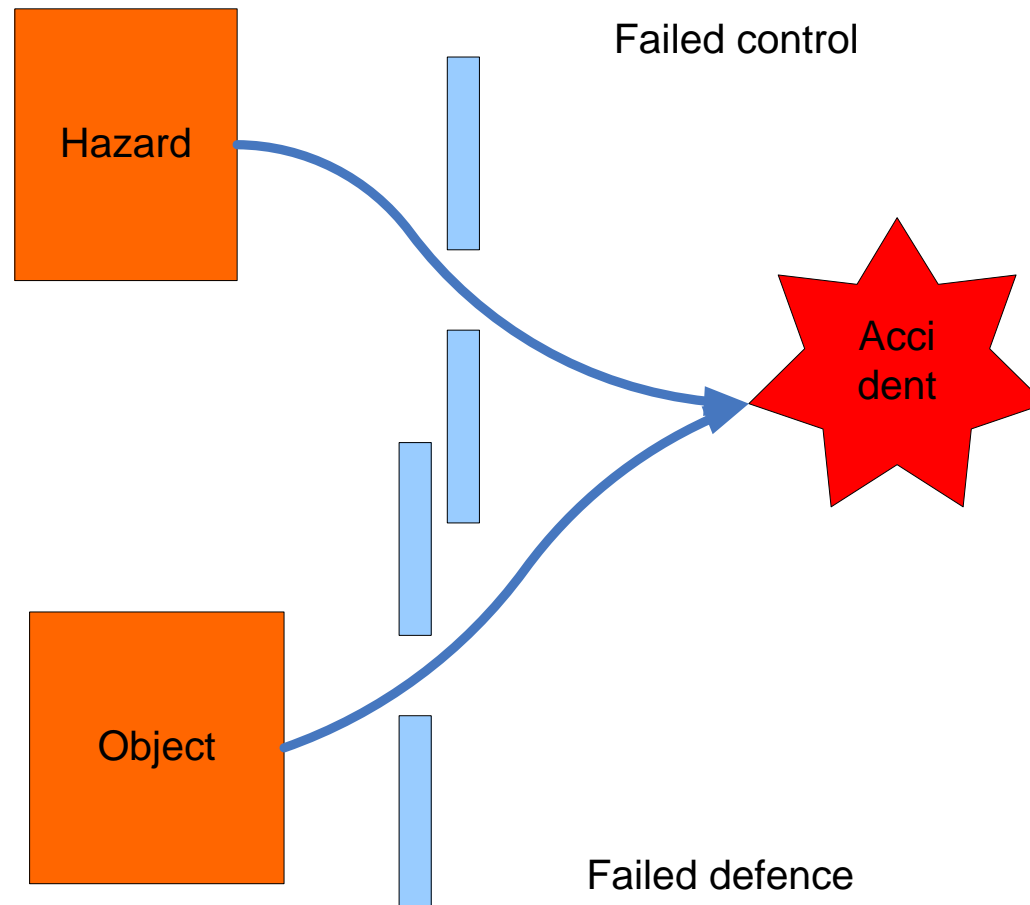 Failed control
Hazard
Acci
dent
Object
Failed defence